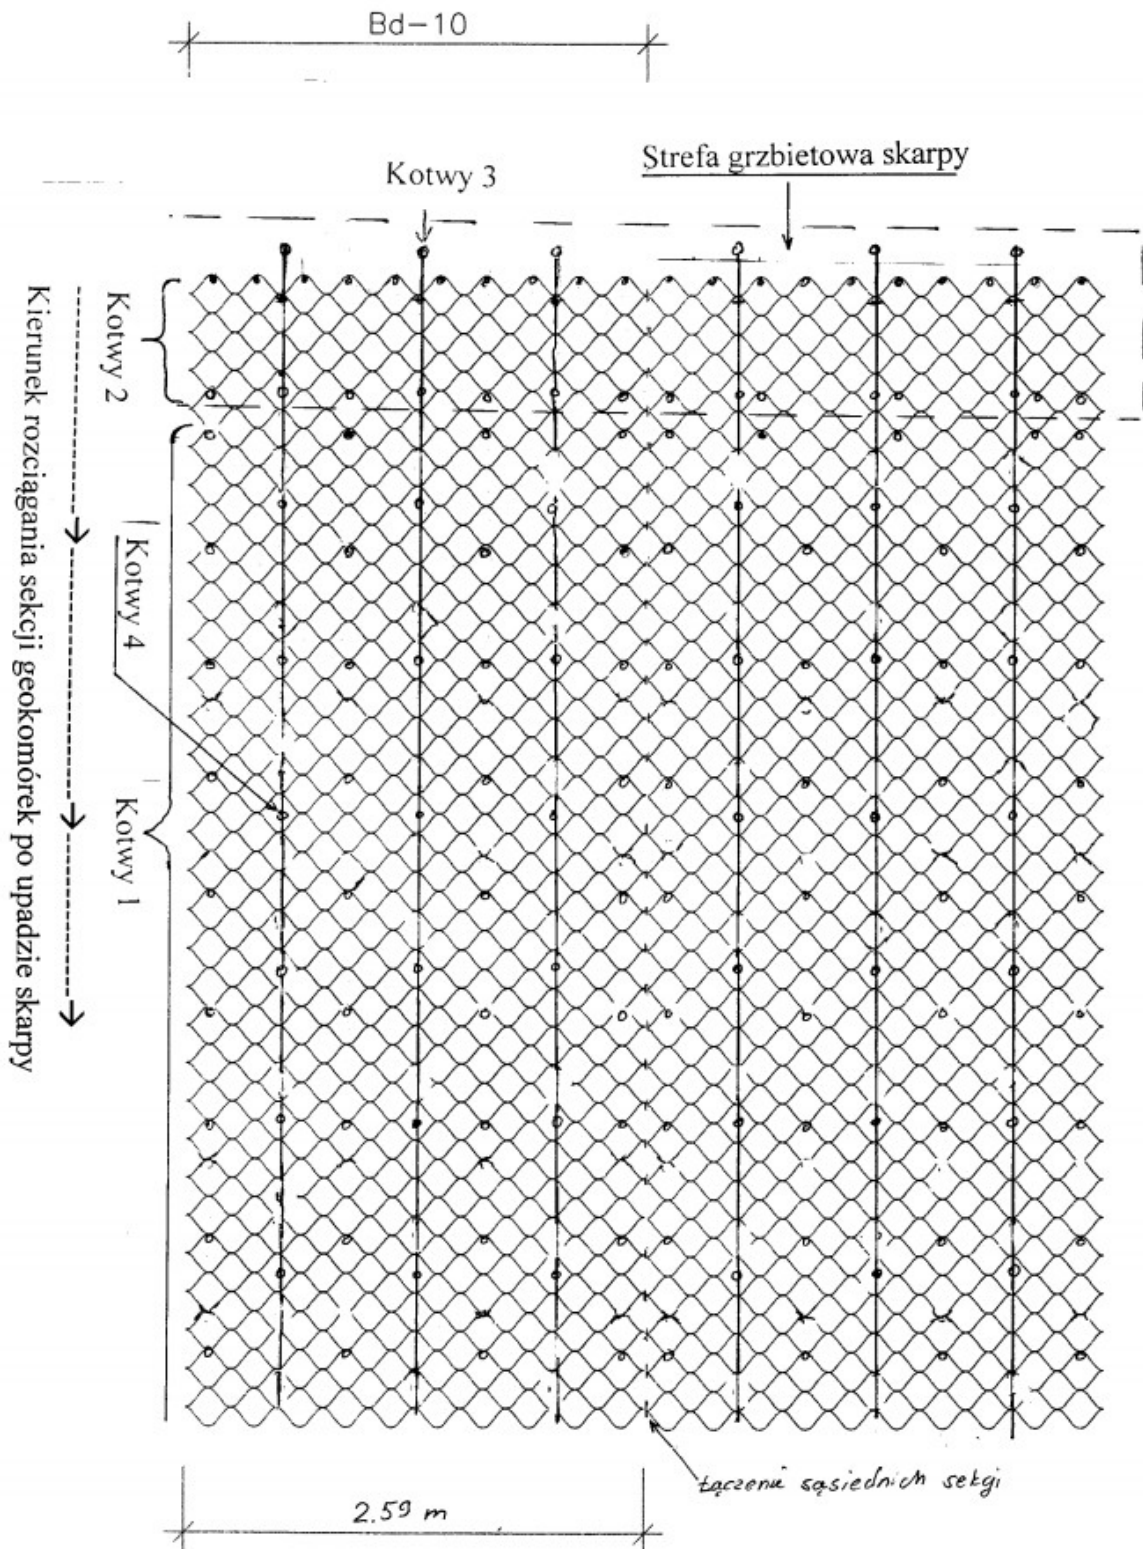 Bd-10
Strefa grzbietowa skarpy
Kotwy 3
Kotwy 2
Kierunek rozciągania sekcji geokomórek po upadzie skarpy
Kotwy 4
Kotwy 1
Łączenie sąsiednich sekcji
2.59 m